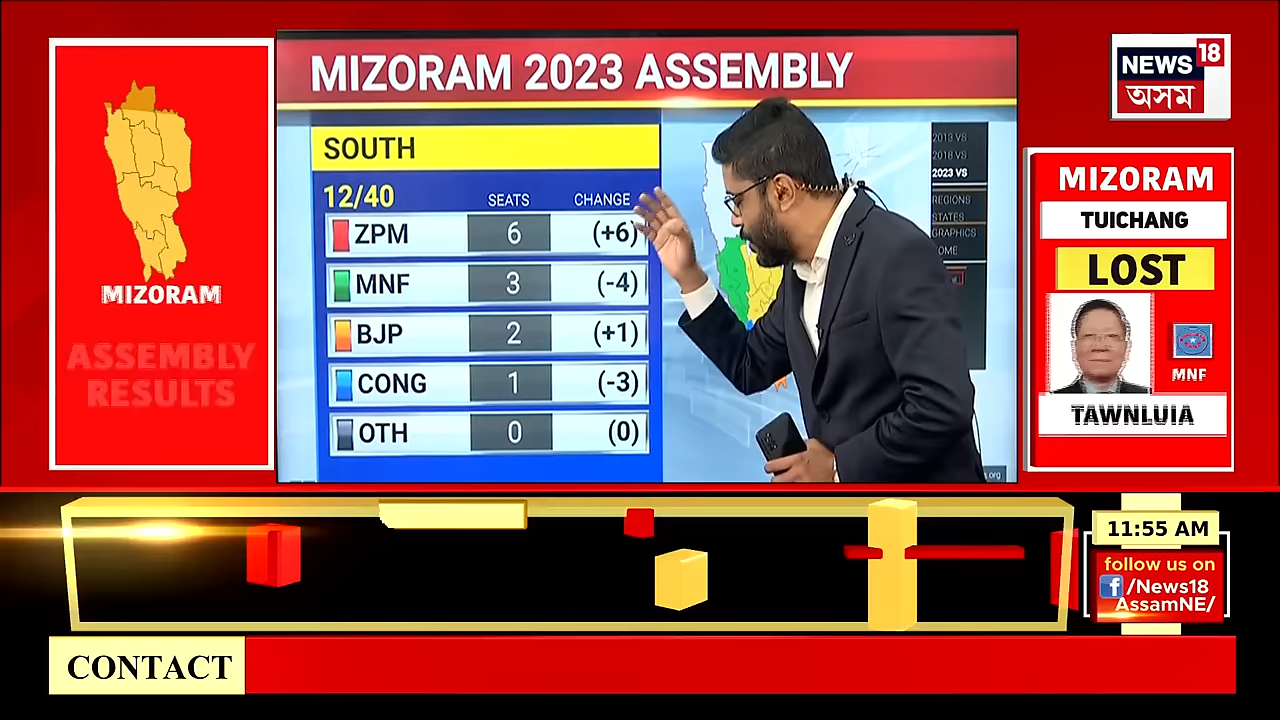 MIZORAM
ASSEMBLY
RESULTS
MIZORAM 2023 ASSEMBLY
SOUTH
12/40 SEATS CHANGE
ZPM 6 (+6)
MNF 3 (-4)
BJP 2 (+1)
CONG 1 (-3)
OTH 0 (0)
2013 VS
2018 VS
2023 VS
REGIONS
STATES
GRAPHICS
NEWS 18
অসম
MIZORAM
TUICHANG
LOST
MNF
TAWNLUIA
11:55 AM
follow us on
f /News18
AssamNE/
CONTACT